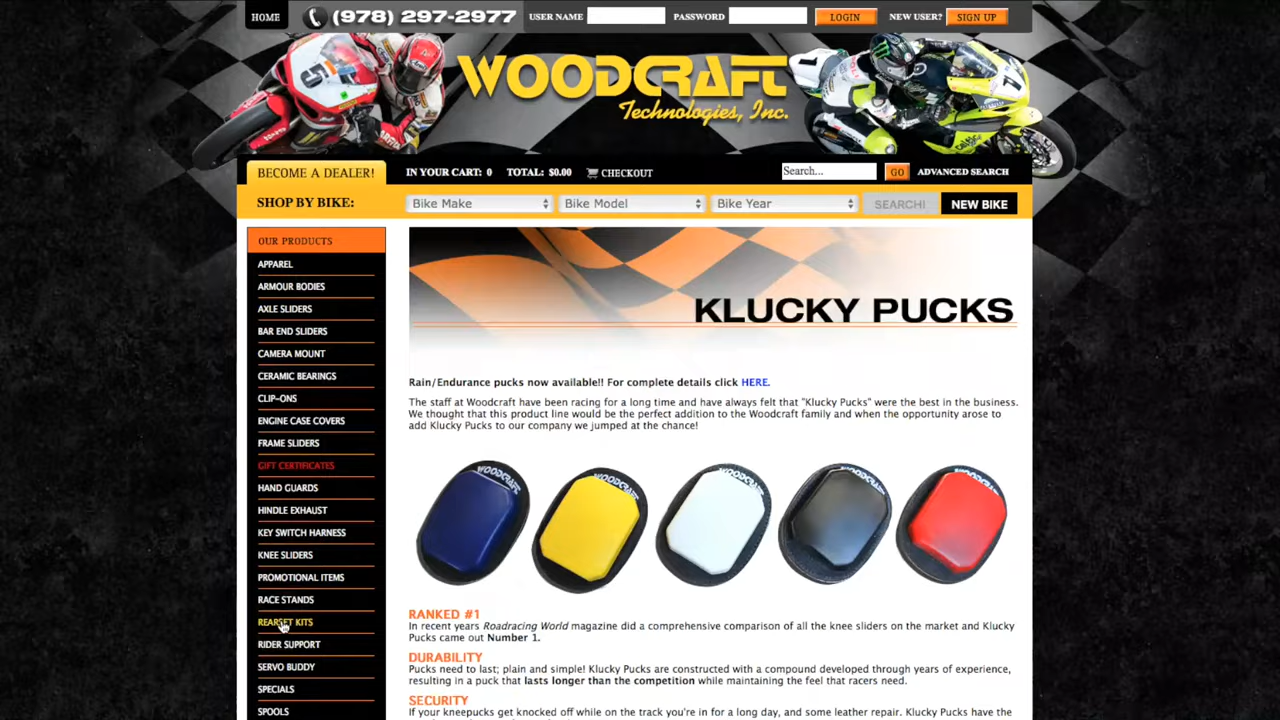 HOME
(978) 297-2977
USER NAME
PASSWORD
LOGIN
NEW USER?
SIGN UP
WOODCRAFT
Technologies, Inc.
BECOME A DEALER!
IN YOUR CART: 0
TOTAL: $0.00
CHECKOUT
Search...
GO
ADVANCED SEARCH
SHOP BY BIKE:
Bike Make
Bike Model
Bike Year
SEARCH!
NEW BIKE
OUR PRODUCTS
APPAREL
ARMOUR BODIES
AXLE SLIDERS
BAR END SLIDERS
CAMERA MOUNT
CERAMIC BEARINGS
CLIP-ONS
ENGINE CASE COVERS
FRAME SLIDERS
GIFT CERTIFICATES
HAND GUARDS
HINDLE EXHAUST
KEY SWITCH HARNESS
KNEE SLIDERS
PROMOTIONAL ITEMS
RACE STANDS
REARSET KITS
RIDER SUPPORT
SERVO BUDDY
SPECIALS
SPOOLS
KLUCKY PUCKS
Rain/Endurance pucks now available!! For complete details click HERE.
The staff at Woodcraft have been racing for a long time and have always felt that "Klucky Pucks" were the best in the business.
We thought that this product line would be the perfect addition to the Woodcraft family and when the opportunity arose to
add Klucky Pucks to our company we jumped at the chance!
WOODCRAFT
WOODCRAFT
WOODCRAFT
WOODCRAFT
WOODCRAFT
RANKED #1
In recent years Roadracing World magazine did a comprehensive comparison of all the knee sliders on the market and Klucky
Pucks came out Number 1.
DURABILITY
Pucks need to last; plain and simple! Klucky Pucks are constructed with a compound developed through years of experience,
resulting in a puck that lasts longer than the competition while maintaining the feel that racers need.
SECURITY
If your kneepucks get knocked off while on the track you're in for a long day, and some leather repair. Klucky Pucks have the